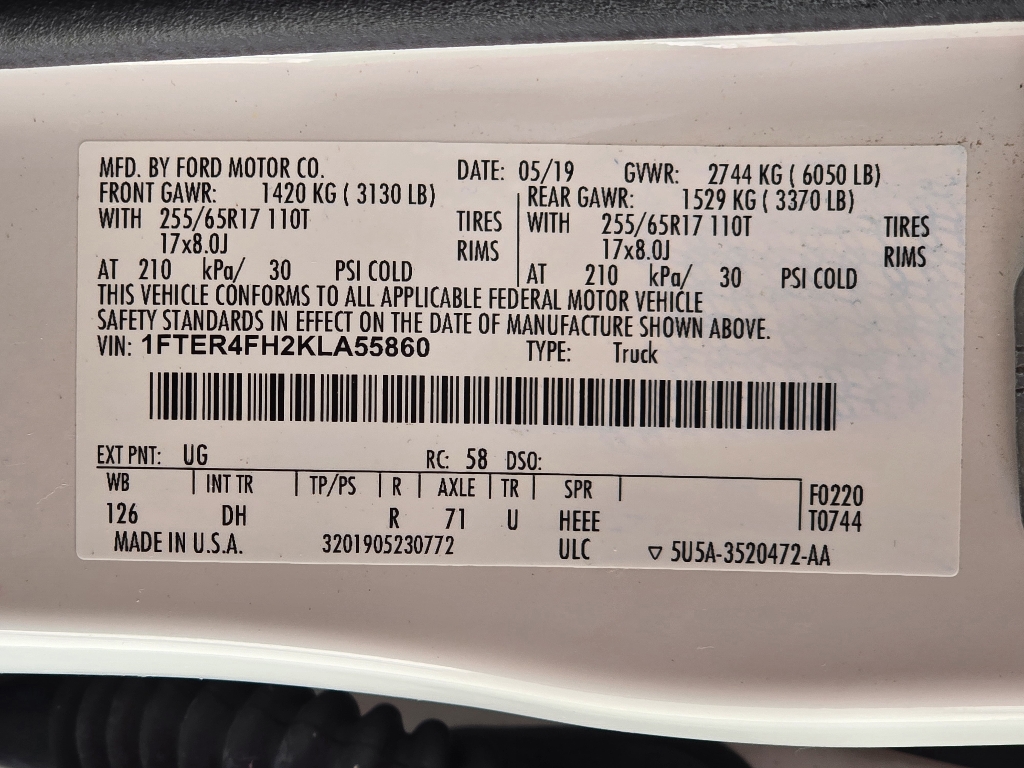 MFD. BY FORD MOTOR CO. DATE: 05/19 GVWR: 2744 KG ( 6050 LB)
FRONT GAWR: 1420 KG ( 3130 LB) REAR GAWR: 1529 KG ( 3370 LB)
WITH 255/65R17 110T TIRES WITH 255/65R17 110T TIRES
17x8.0J RIMS 17x8.0J RIMS
AT 210 kPa/ 30 PSI COLD AT 210 kPa/ 30 PSI COLD
THIS VEHICLE CONFORMS TO ALL APPLICABLE FEDERAL MOTOR VEHICLE
SAFETY STANDARDS IN EFFECT ON THE DATE OF MANUFACTURE SHOWN ABOVE.
VIN: 1FTER4FH2KLA55860 TYPE: Truck
EXT PNT: UG RC: 58 DSO:
WB INT TR TP/PS R AXLE TR SPR F0220
126 DH R 71 U HEEE T0744
MADE IN U.S.A. 3201905230772 ULC ▽ 5U5A-3520472-AA